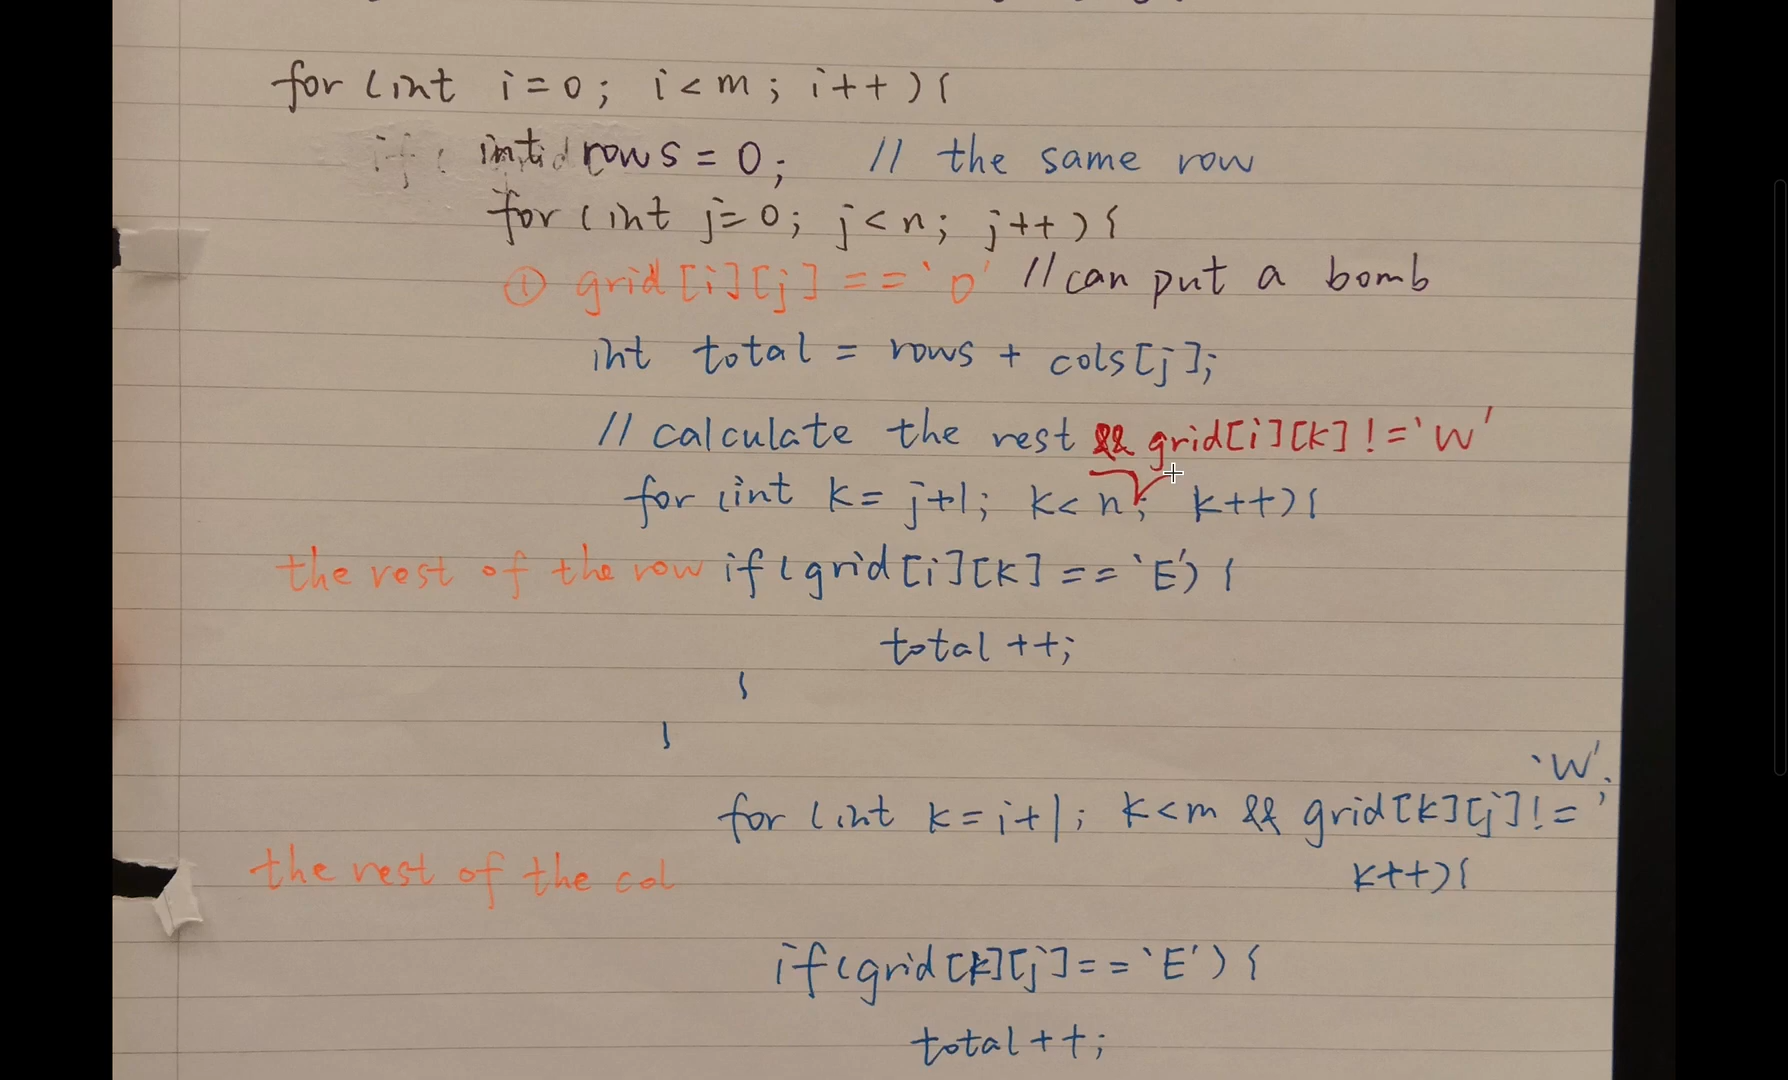 for (int i=0; i<m; i++){
int rows = 0; // the same row
for (int j=0; j<n; j++){
① grid[i][j] == '0' // can put a bomb
int total = rows + cols[j];
// calculate the rest && grid[i][k] != 'W'
for (int k= j+1; k<n; k++){
the rest of the row if(grid[i][k] == 'E'){
total ++;
}
}
'W';
for (int k=i+1; k<m && grid[k][j] !=
the rest of the col k++){
if(grid[k][j] == 'E'){
total ++;